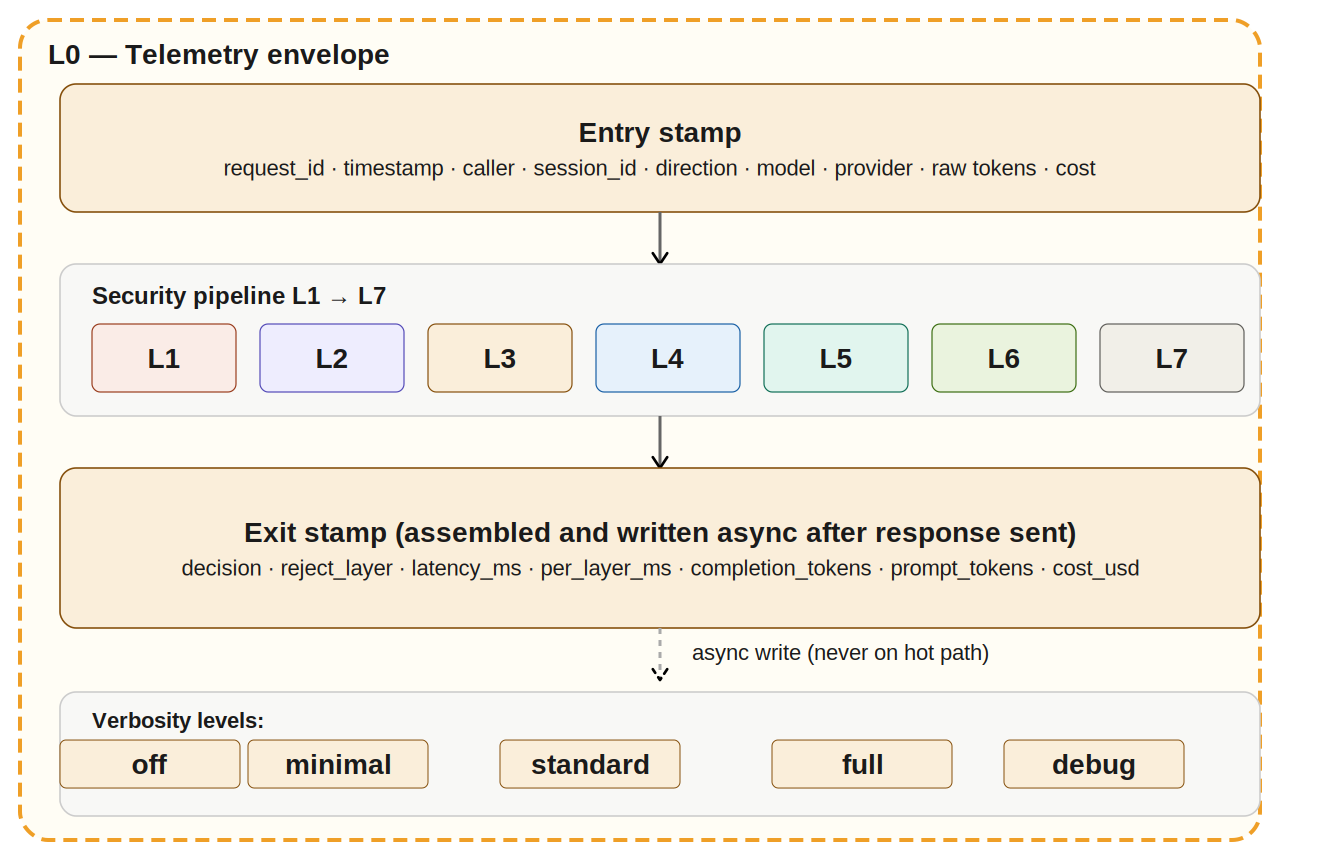 L0 — Telemetry envelope
Entry stamp
request_id · timestamp · caller · session_id · direction · model · provider · raw tokens · cost
Security pipeline L1 → L7
L1 L2 L3 L4 L5 L6 L7
Exit stamp (assembled and written async after response sent)
decision · reject_layer · latency_ms · per_layer_ms · completion_tokens · prompt_tokens · cost_usd
async write (never on hot path)
Verbosity levels:
off minimal standard full debug